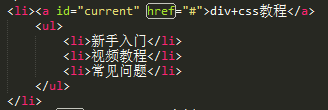 <li><a id="current" href="#">div+css教程</a>
<ul>
<li>新手入门</li>
<li>视频教程</li>
<li>常见问题</li>
</ul>
</li>